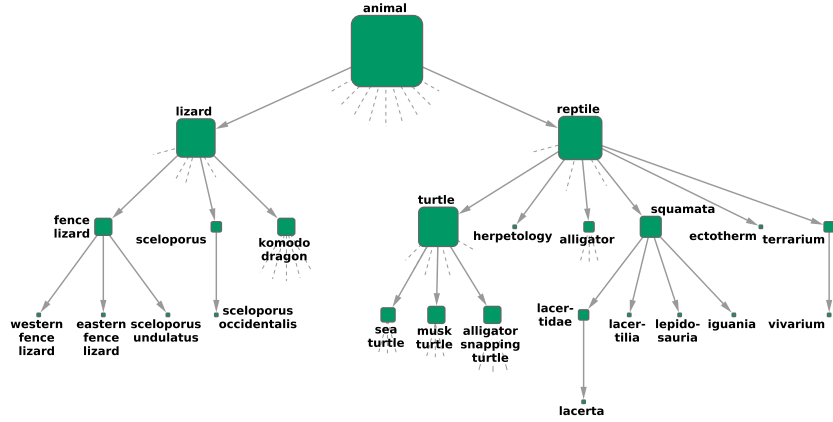 animal
lizard
reptile
turtle
fence
lizard
sceloporus
komodo
dragon
herpetology
alligator
squamata
ectotherm
terrarium
western
fence
lizard
eastern
fence
lizard
sceloporus
undulatus
sceloporus
occidentalis
sea
turtle
musk
turtle
alligator
snapping
turtle
lacer-
tidae
lacer-
tilia
lepido-
sauria
iguania
vivarium
lacerta